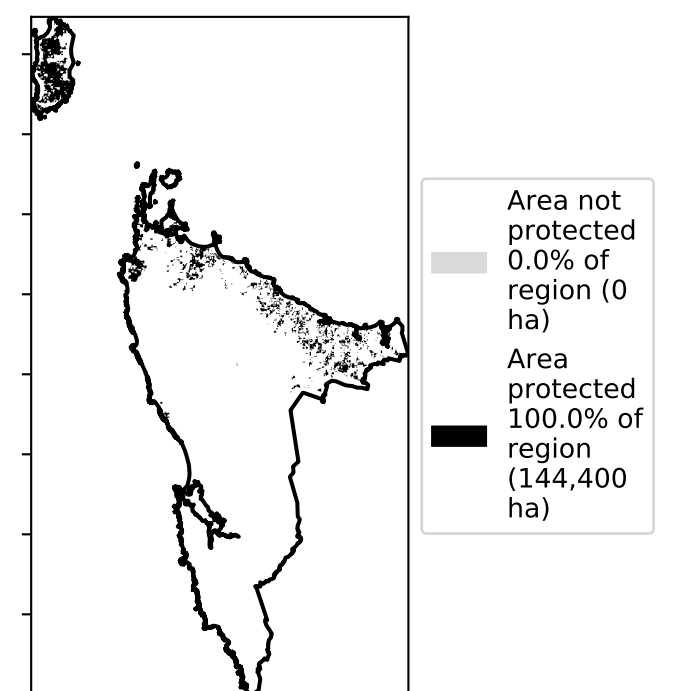 Area not
protected
0.0% of
region (0
ha)
Area
protected
100.0% of
region
(144,400
ha)